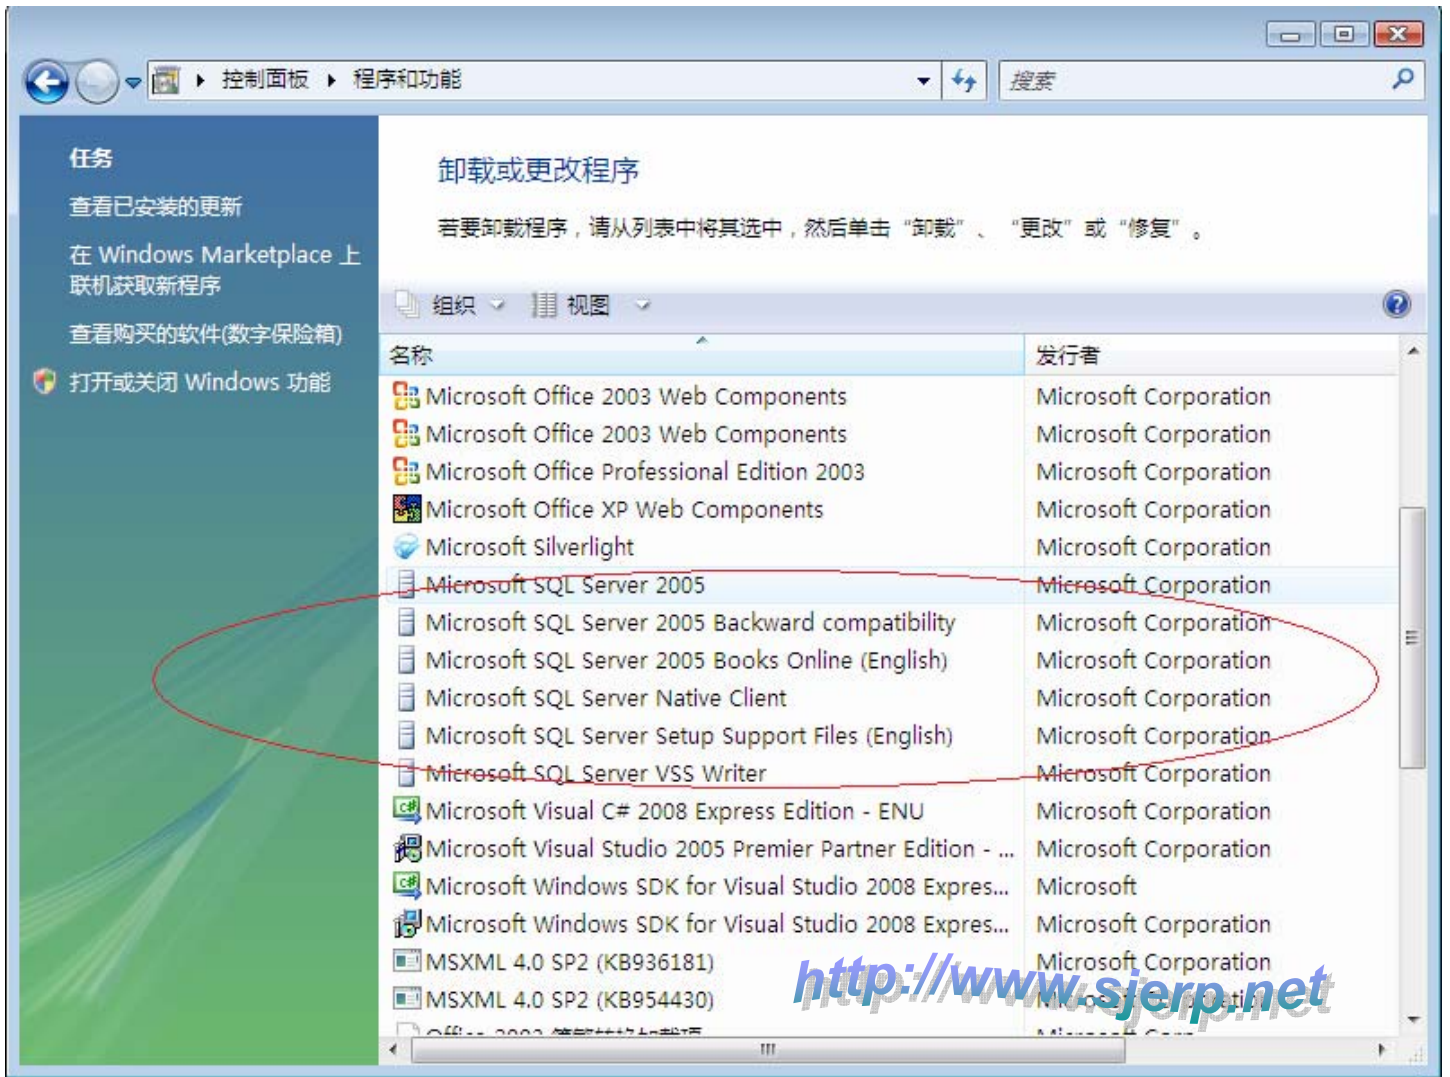 控制面板 程序和功能
搜索
任务
查看已安装的更新
在 Windows Marketplace 上
联机获取新程序
查看购买的软件(数字保险箱)
打开或关闭 Windows 功能
卸载或更改程序
若要卸载程序，请从列表中将其选中，然后单击“卸载”、“更改”或“修复”。
组织 视图
名称 发行者
Microsoft Office 2003 Web Components Microsoft Corporation
Microsoft Office 2003 Web Components Microsoft Corporation
Microsoft Office Professional Edition 2003 Microsoft Corporation
Microsoft Office XP Web Components Microsoft Corporation
Microsoft Silverlight Microsoft Corporation
Microsoft SQL Server 2005 Microsoft Corporation
Microsoft SQL Server 2005 Backward compatibility Microsoft Corporation
Microsoft SQL Server 2005 Books Online (English) Microsoft Corporation
Microsoft SQL Server Native Client Microsoft Corporation
Microsoft SQL Server Setup Support Files (English) Microsoft Corporation
Microsoft SQL Server VSS Writer Microsoft Corporation
Microsoft Visual C# 2008 Express Edition - ENU Microsoft Corporation
Microsoft Visual Studio 2005 Premier Partner Edition - ... Microsoft Corporation
Microsoft Windows SDK for Visual Studio 2008 Expres... Microsoft
Microsoft Windows SDK for Visual Studio 2008 Expres... Microsoft Corporation
MSXML 4.0 SP2 (KB936181) Microsoft Corporation
MSXML 4.0 SP2 (KB954430)
http://www.sjerp.net
Office 2003